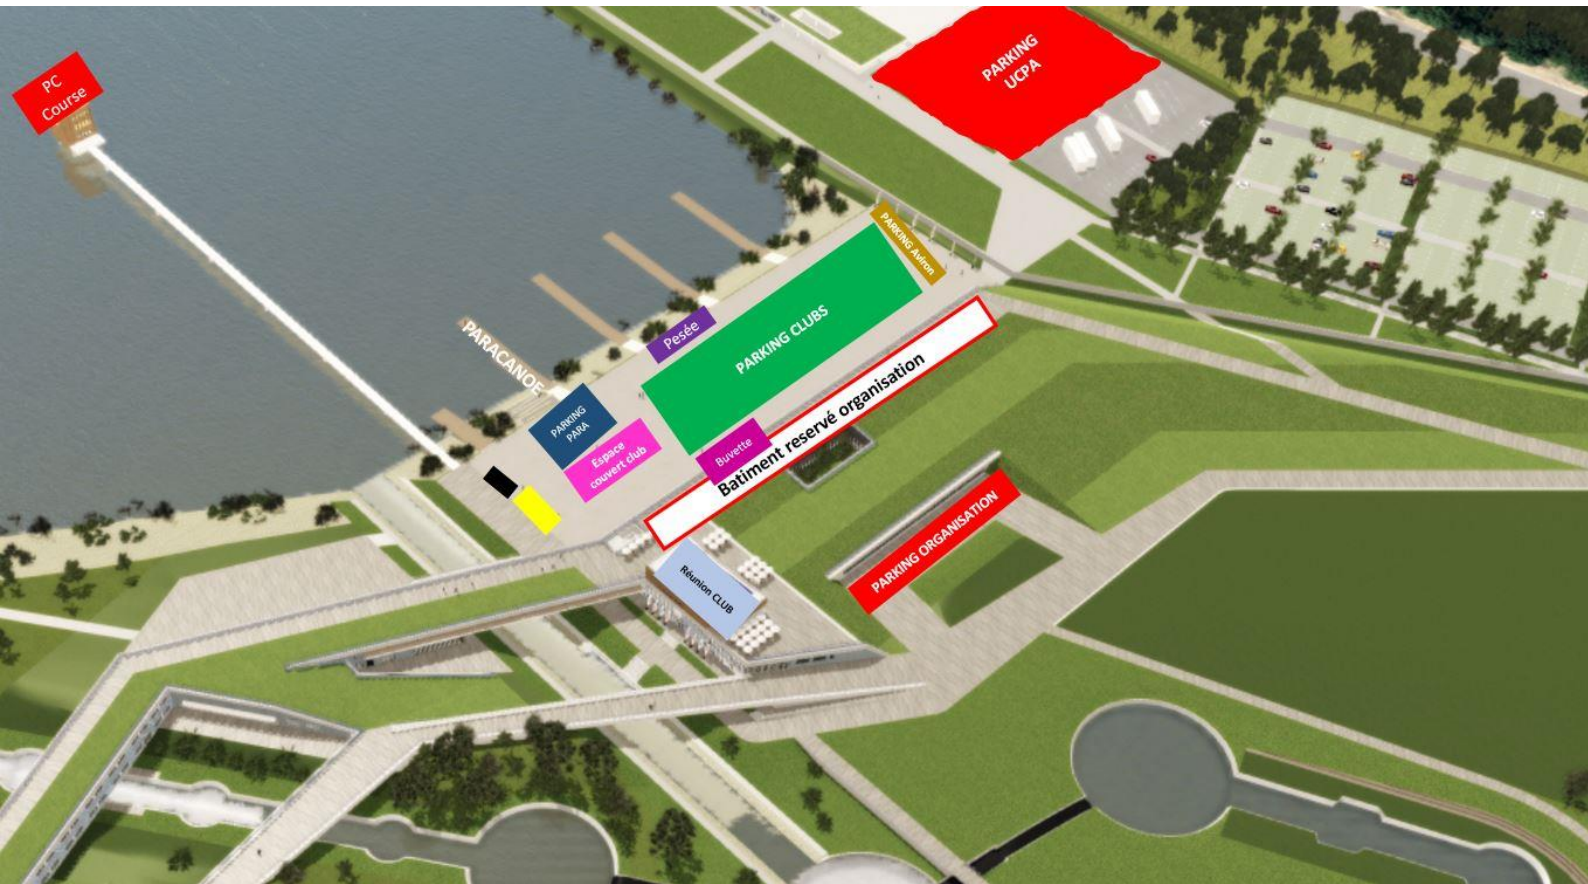 PC
Course
PARKING
UCPA
PARKING Aviron
Pesée
PARKING CLUBS
PARACANOE
PARKING
PARA
Espace
couvert club
Buvette
Batiment reservé organisation
PARKING ORGANISATION
Réunion CLUB